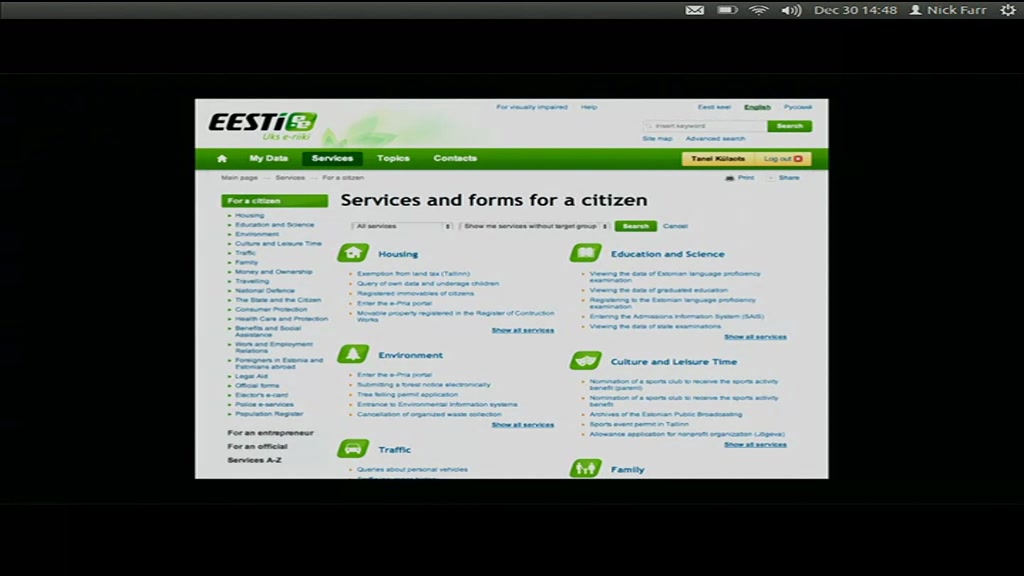 Dec 30 14:48 Nick Farr
For visually impaired Help
Eesti keel English Русский
EESTI.ee
Üks e-riiki
Insert keyword Search
Site map Advanced search
My Data Services Topics Contacts
Log out
Main page → Services → For a citizen
Print Share
For a citizen
Housing
Education and Science
Environment
Culture and Leisure Time
Traffic
Family
Money and Ownership
Travelling
National Defence
The State and the Citizen
Consumer Protection
Health Care and Protection
Benefits and Social
Assistance
Work and Employment
Relations
Foreigners in Estonia and
Estonians abroad
Legal Aid
Official forms
Elector's e-card
Police e-services
Population Register
For an entrepreneur
For an official
Services A-Z
Services and forms for a citizen
All services Show me services without target group Search Cancel
Housing
Exemption from land tax (Tallinn)
Query of own data and underage children
Registered immovables of citizens
Enter the e-Pria portal
Movable property registered in the Register of Contruction
Works
Show all services
Education and Science
Viewing the data of Estonian language proficiency
examination
Viewing the data of graduated education
Registering to the Estonian language proficiency
examination
Entering the Admissions Information System (SAIS)
Viewing the data of state examinations
Show all services
Environment
Enter the e-Pria portal
Submitting a forest notice electronically
Tree felling permit application
Entrance to Environmental information systems
Cancellation of organized waste collection
Show all services
Culture and Leisure Time
Nomination of a sports club to receive the sports activity
benefit (parent)
Nomination of a sports club to receive the sports activity
benefit
Archives of the Estonian Public Broadcasting
Sports event permit in Tallinn
Allowance application for nonprofit organization (Jõgeva)
Show all services
Traffic
Queries about personal vehicles
Family